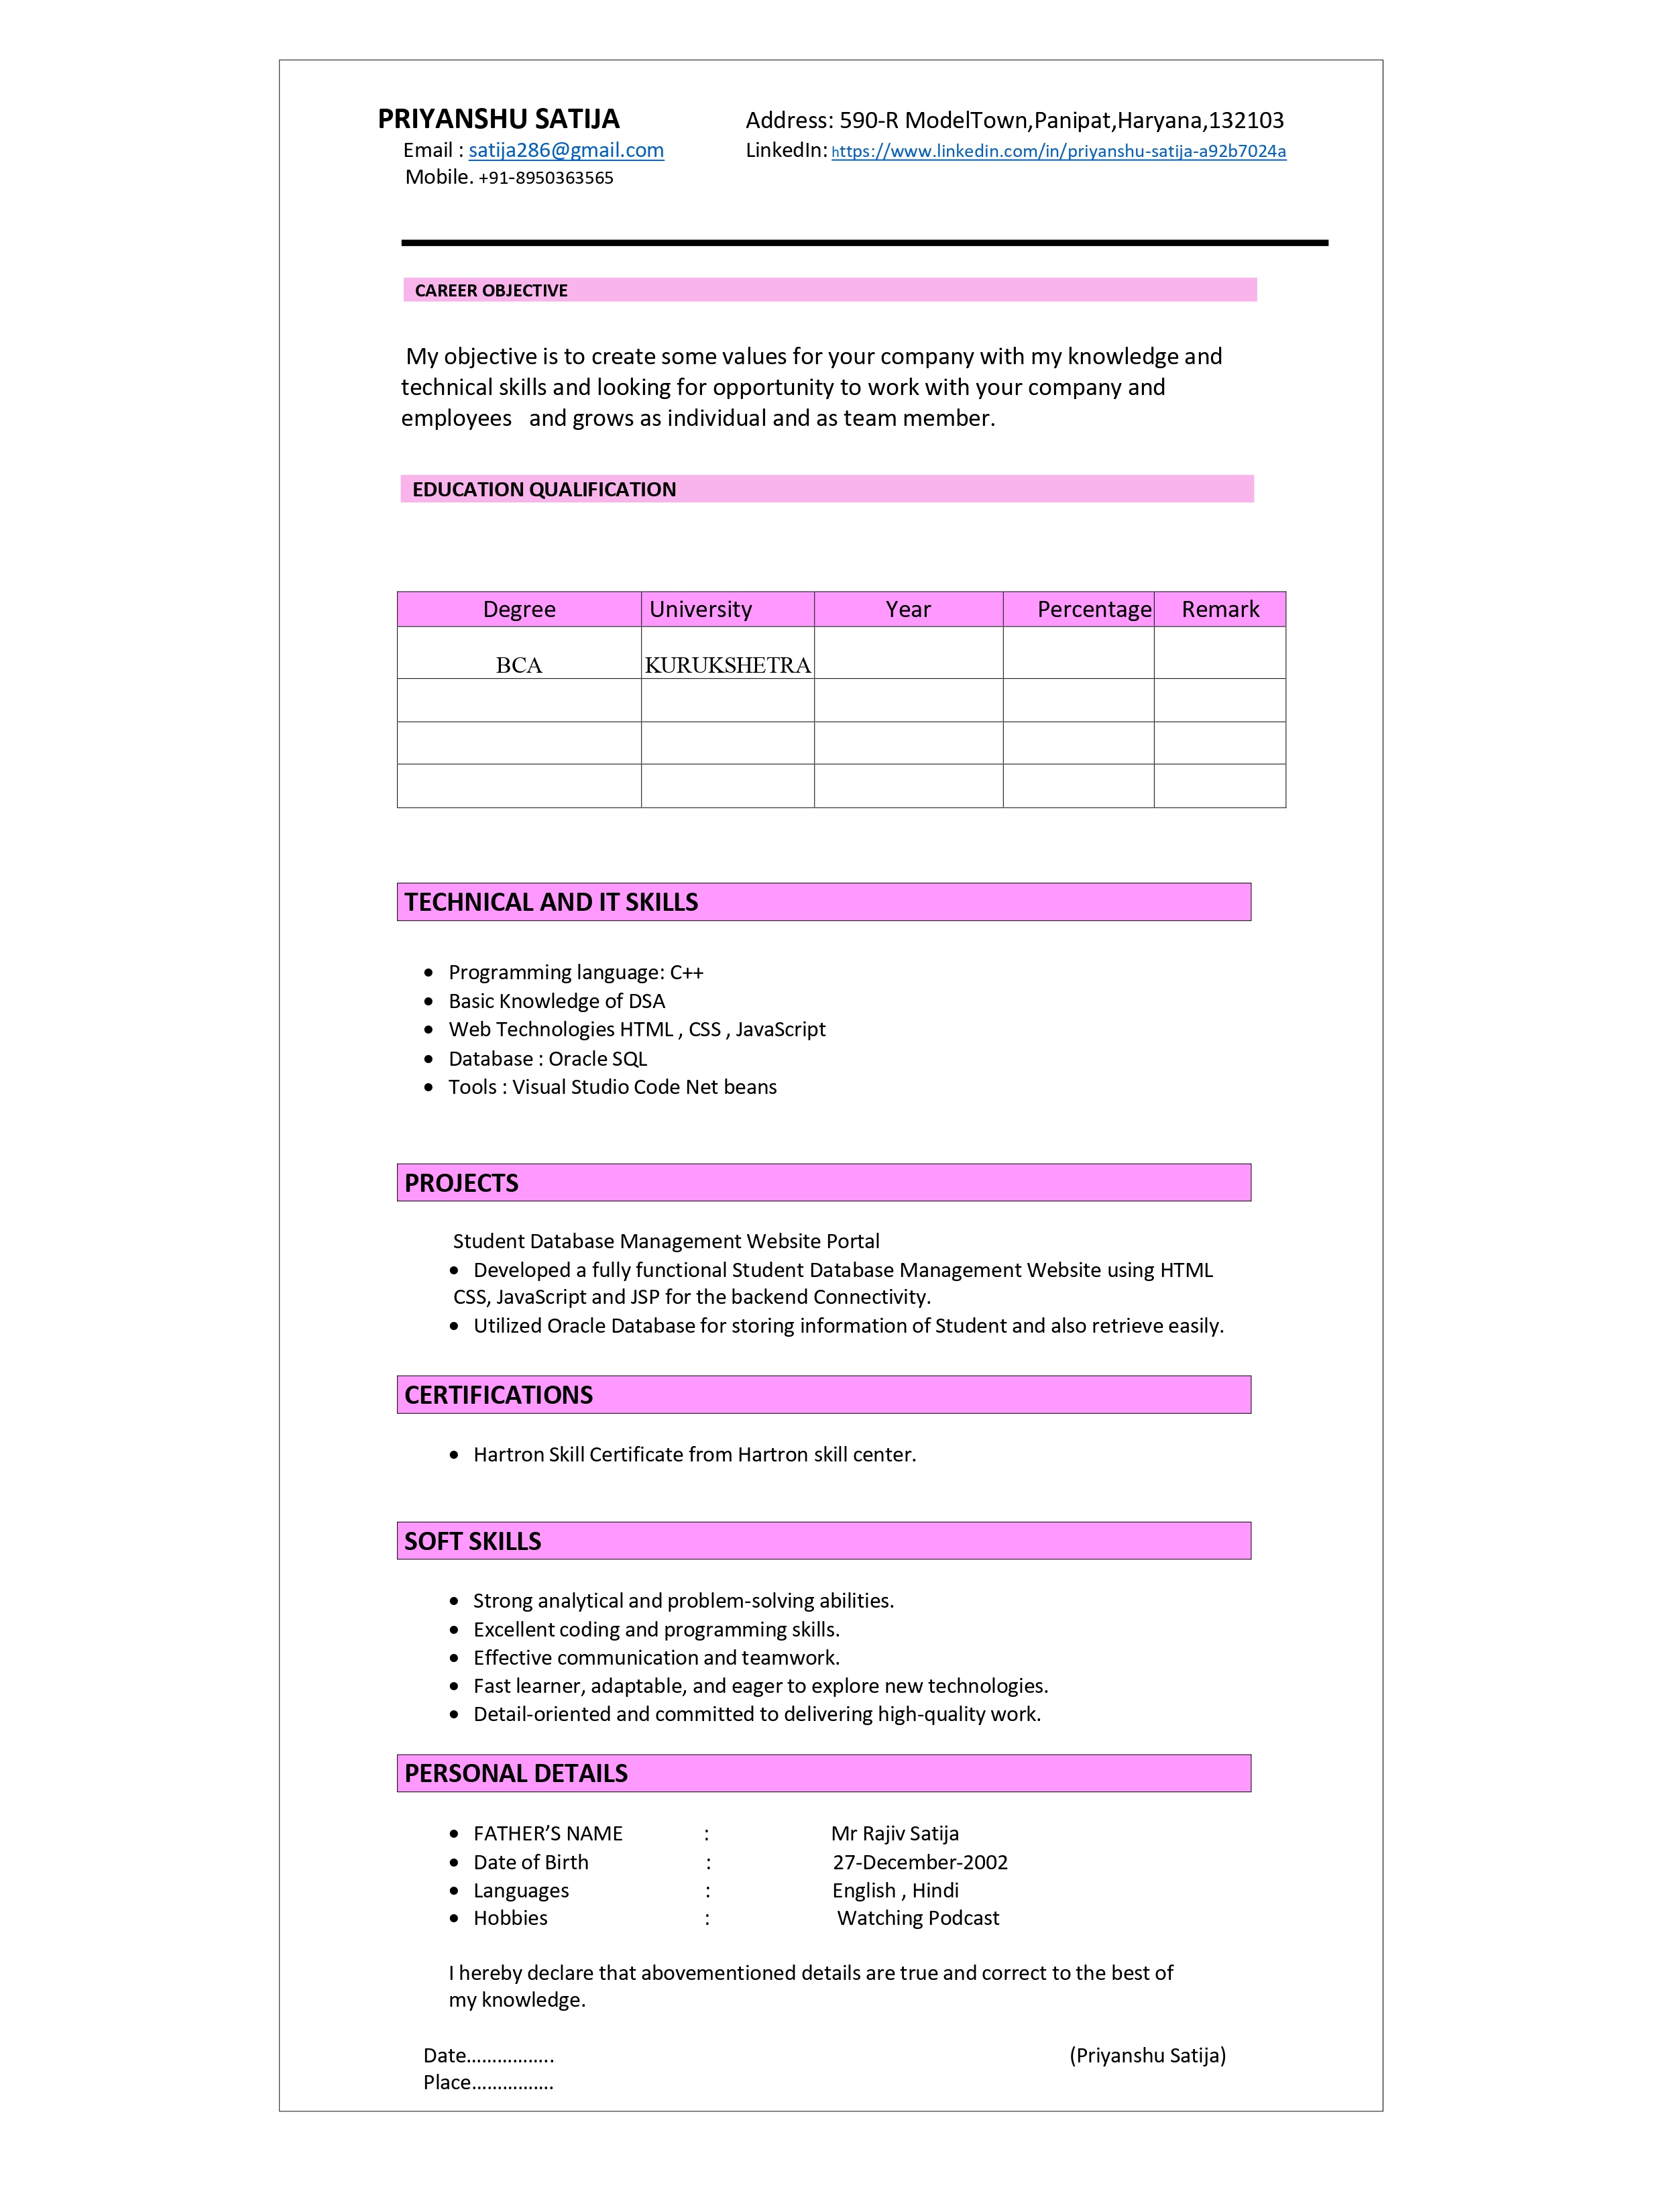 PRIYANSHU SATIJA
Address: 590-R ModelTown,Panipat,Haryana,132103
Email : satija286@gmail.com
LinkedIn: https://www.linkedin.com/in/priyanshu-satija-a92b7024a
Mobile. +91-8950363565
CAREER OBJECTIVE
My objective is to create some values for your company with my knowledge and
technical skills and looking for opportunity to work with your company and
employees and grows as individual and as team member.
EDUCATION QUALIFICATION
Degree University Year Percentage Remark
BCA KURUKSHETRA
TECHNICAL AND IT SKILLS
• Programming language: C++
• Basic Knowledge of DSA
• Web Technologies HTML , CSS , JavaScript
• Database : Oracle SQL
• Tools : Visual Studio Code Net beans
PROJECTS
Student Database Management Website Portal
• Developed a fully functional Student Database Management Website using HTML
CSS, JavaScript and JSP for the backend Connectivity.
• Utilized Oracle Database for storing information of Student and also retrieve easily.
CERTIFICATIONS
• Hartron Skill Certificate from Hartron skill center.
SOFT SKILLS
• Strong analytical and problem-solving abilities.
• Excellent coding and programming skills.
• Effective communication and teamwork.
• Fast learner, adaptable, and eager to explore new technologies.
• Detail-oriented and committed to delivering high-quality work.
PERSONAL DETAILS
• FATHER’S NAME : Mr Rajiv Satija
• Date of Birth : 27-December-2002
• Languages : English , Hindi
• Hobbies : Watching Podcast
I hereby declare that abovementioned details are true and correct to the best of
my knowledge.
Date................ (Priyanshu Satija)
Place...............